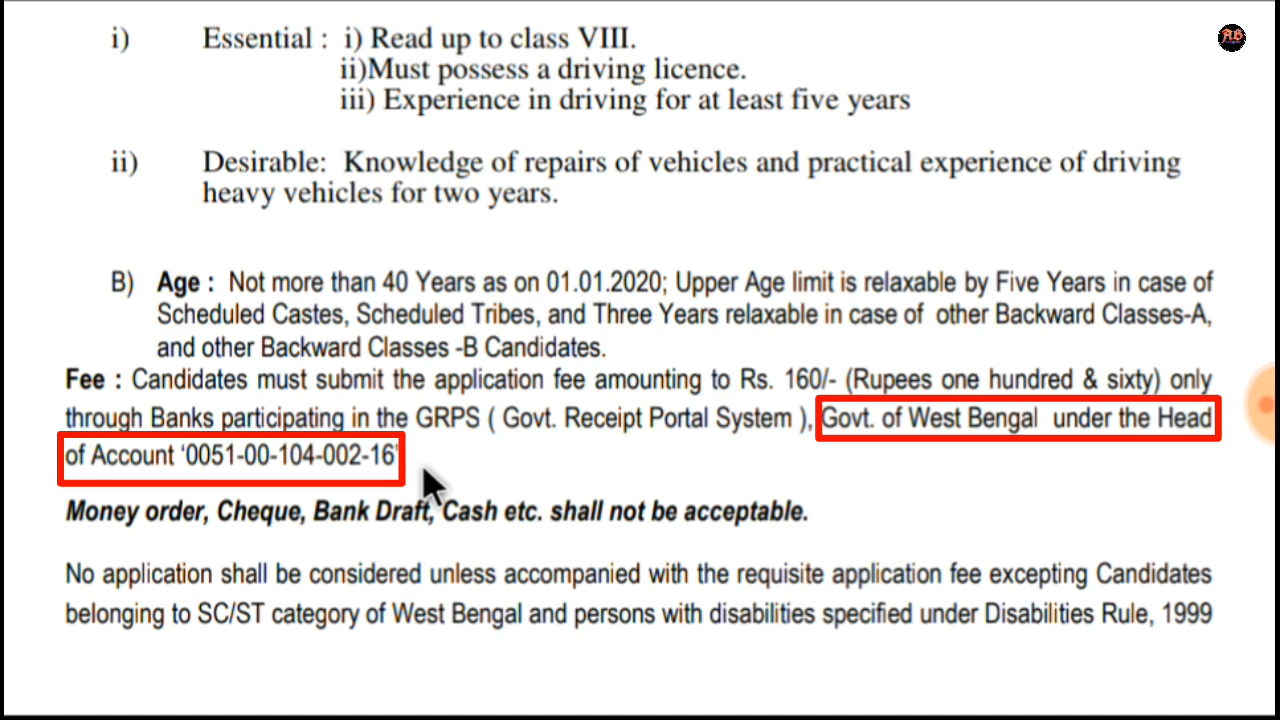 AB
i) Essential : i) Read up to class VIII.
ii)Must possess a driving licence.
iii) Experience in driving for at least five years
ii) Desirable: Knowledge of repairs of vehicles and practical experience of driving
heavy vehicles for two years.
B) Age : Not more than 40 Years as on 01.01.2020; Upper Age limit is relaxable by Five Years in case of
Scheduled Castes, Scheduled Tribes, and Three Years relaxable in case of other Backward Classes-A,
and other Backward Classes -B Candidates.
Fee : Candidates must submit the application fee amounting to Rs. 160/- (Rupees one hundred & sixty) only
through Banks participating in the GRPS ( Govt. Receipt Portal System ), Govt. of West Bengal under the Head
of Account '0051-00-104-002-16'
Money order, Cheque, Bank Draft, Cash etc. shall not be acceptable.
No application shall be considered unless accompanied with the requisite application fee excepting Candidates
belonging to SC/ST category of West Bengal and persons with disabilities specified under Disabilities Rule, 1999